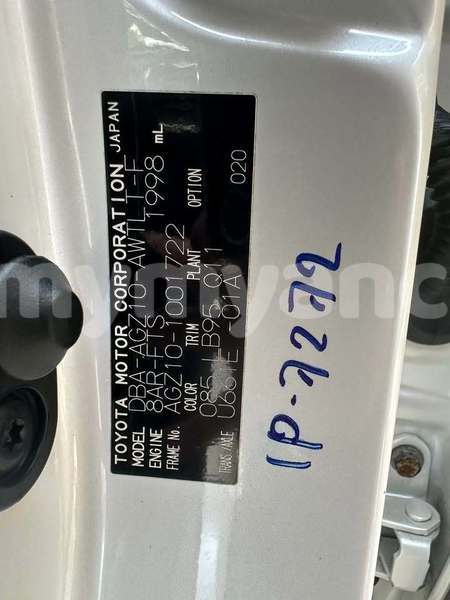 TOYOTA MOTOR CORPORATION JAPAN
MODEL DBA-AGZ10 -AWTLT-F
ENGINE 8AR-FTS 1998 mL
FRAME No. AGZ10-1001722
COLOR TRIM PLANT OPTION
085 LB95 Q11 020
TRANS/AXLE U661E 01A
1P-7272